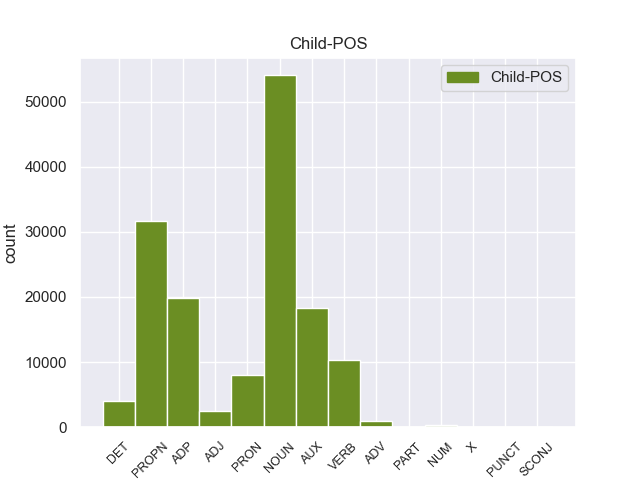 Child-POS
Child-POS
count
50000
40000
30000
20000
10000
0
DET PROPN ADP ADJ PRON NOUN AUX VERB ADV PART NUM X PUNCT SCONJ